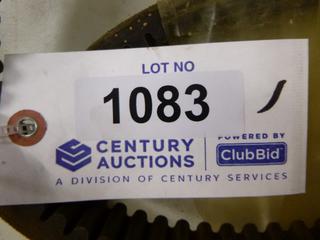 LOT NO
1083
CENTURY
AUCTIONS
POWERED BY
ClubBid
A DIVISION OF CENTURY SERVICES